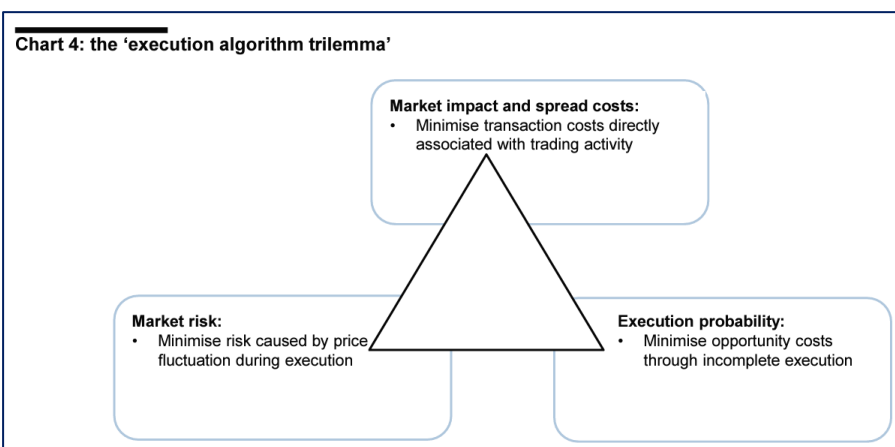 Chart 4: the ‘execution algorithm trilemma’
Market impact and spread costs:
• Minimise transaction costs directly
associated with trading activity
Market risk:
• Minimise risk caused by price
fluctuation during execution
Execution probability:
• Minimise opportunity costs
through incomplete execution